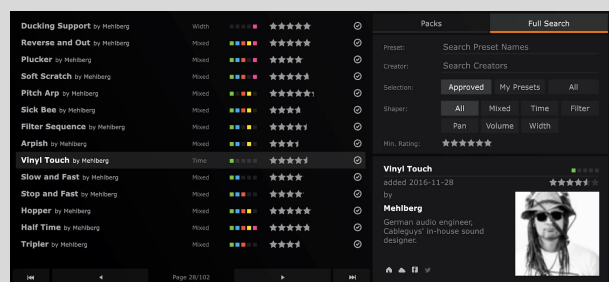 Ducking Support by Mehlberg Width
Reverse and Out by Mehlberg Mixed
Plucker by Mehlberg Mixed
Soft Scratch by Mehlberg Mixed
Pitch Arp by Mehlberg Mixed
Sick Bee by Mehlberg Mixed
Filter Sequence by Mehlberg Mixed
Arpish by Mehlberg Mixed
Vinyl Touch by Mehlberg Time
Slow and Fast by Mehlberg Mixed
Stop and Fast by Mehlberg Mixed
Hopper by Mehlberg Mixed
Half Time by Mehlberg Mixed
Tripler by Mehlberg Mixed
Page 28/102
Packs Full Search
Preset: Search Preset Names
Creator: Search Creators
Selection: Approved My Presets All
Shaper: All Mixed Time Filter
Pan Volume Width
Min. Rating:
Vinyl Touch
added 2016-11-28
by
Mehlberg
German audio engineer,
Cableguys' in-house sound
designer.